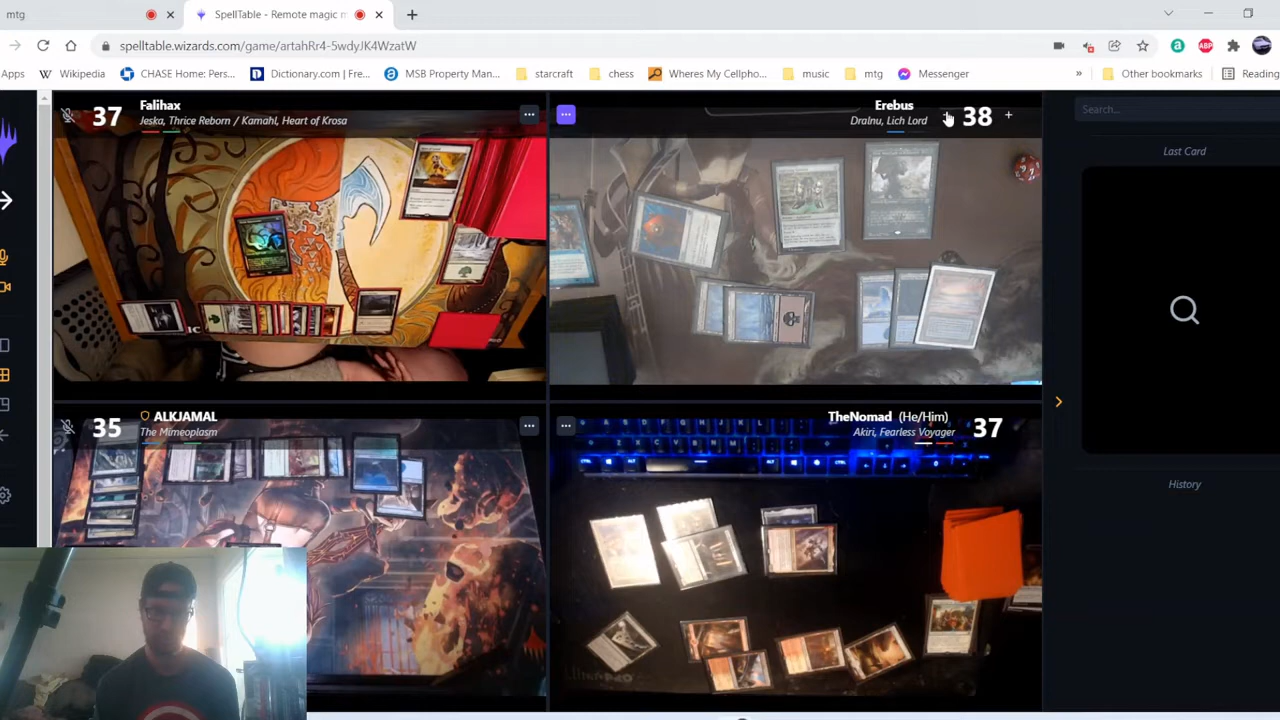 mtg
SpellTable - Remote magic m
spelltable.wizards.com/game/artahRr4-5wdyJK4WzatW
ABP
Apps
Wikipedia
CHASE Home Pers...
Dictionary.com | Fre...
MSB Property Man...
starcraft
chess
Wheres My Cellpho...
music
mtg
Messenger
»
Other bookmarks
Reading
37
Falihax
Jeska, Thrice Reborn / Kamahl, Heart of Krosa
Erebus
Dralnu, Lich Lord
38
+
Search...
Last Card
35
ALKJAMAL
The Mimeoplasm
TheNomad (He/Him)
Akiri, Fearless Voyager
37
History